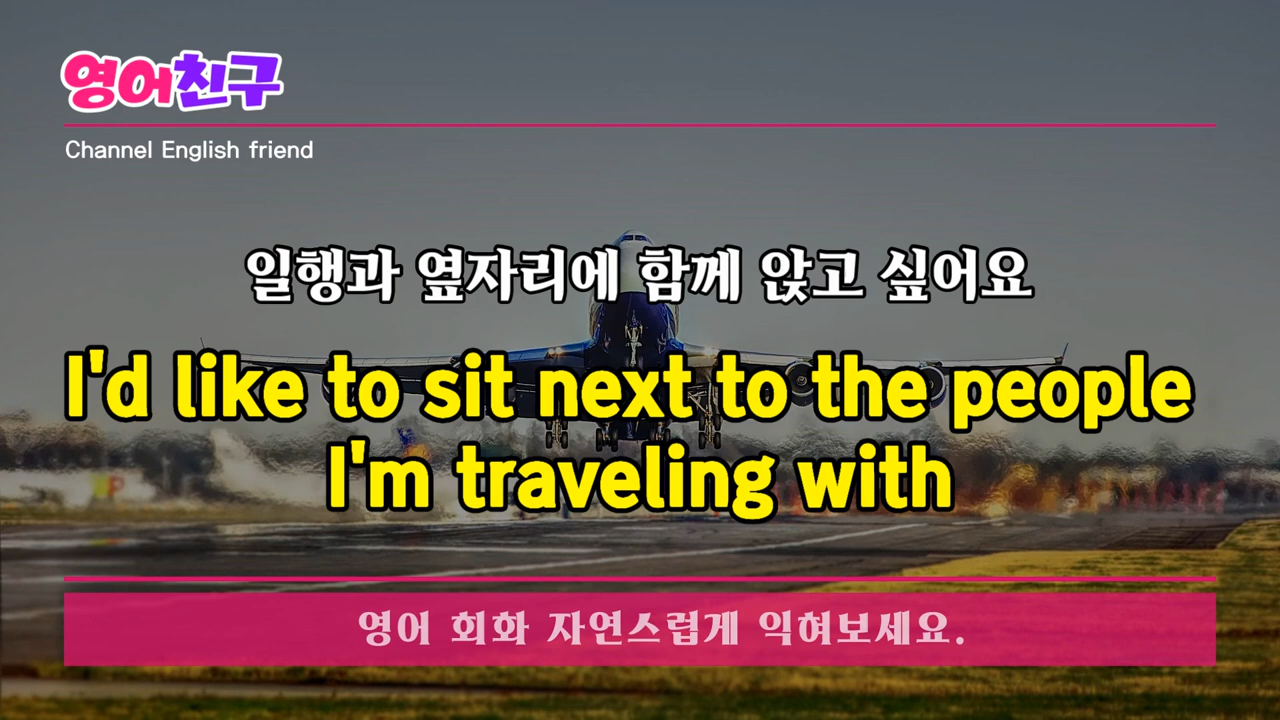 영어친구
Channel English friend
일행과 옆자리에 함께 앉고 싶어요
I'd like to sit next to the people
I'm traveling with
영어 회화 자연스럽게 익혀보세요.